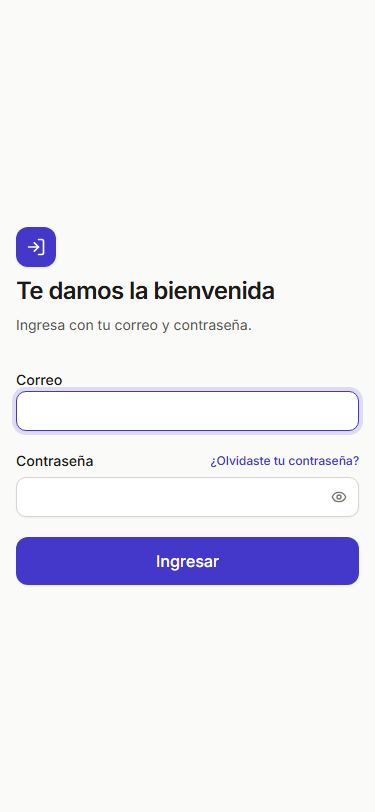 Te damos la bienvenida
Ingresa con tu correo y contraseña.
Correo
Contraseña ¿Olvidaste tu contraseña?
Ingresar